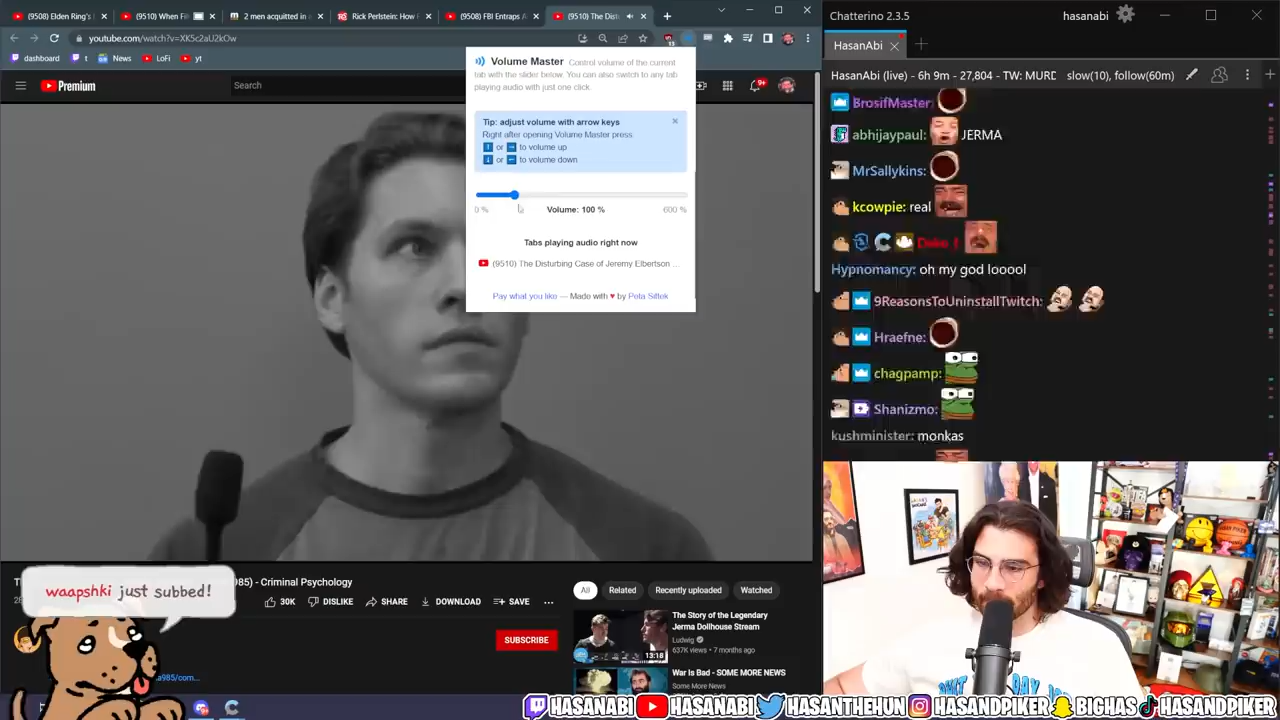 (9508) Elden Ring's
(9510) When Fil
2 men acquitted in a
Rick Perlstein: How
(9508) FBI Entraps A
(9510) The Dist
youtube.com/watch?v=XK5c2aU2kOw
dashboard
t
News
LoFi
yt
Premium
Search
9+
Volume Master Control volume of the current
tab with the slider below. You can also switch to any tab
playing audio with just one click.
Tip: adjust volume with arrow keys
Right after opening Volume Master press
or to volume up
or to volume down
0 %
Volume: 100 %
600 %
Tabs playing audio right now
(9510) The Disturbing Case of Jeremy Elbertson ...
Pay what you like — Made with ♥ by Peta Sittek
985) - Criminal Psychology
30K
DISLIKE
SHARE
DOWNLOAD
SAVE
SUBSCRIBE
a985/com...
waapshki just subbed!
All
Related
Recently uploaded
Watched
The Story of the Legendary
Jerma Dollhouse Stream
Ludwig
637K views • 7 months ago
13:18
War Is Bad - SOME MORE NEWS
Some More News
Chatterino 2.3.5
hasanabi
HasanAbi
HasanAbi (live) - 6h 9m - 27,804 - TW: MURD
slow(10), follow(60m)
BrosifMaster:
abhijaypaul: JERMA
MrSallykins:
kcowpie: real
Hypnomancy: oh my god looool
9ReasonsToUninstallTwitch:
Hraefne:
chagpamp:
Shanizmo:
kushminister: monkas
HASANABI
HASANABI
HASANTHEHUN
HASANDPIKER
BIGHAS
HASANDPIKER